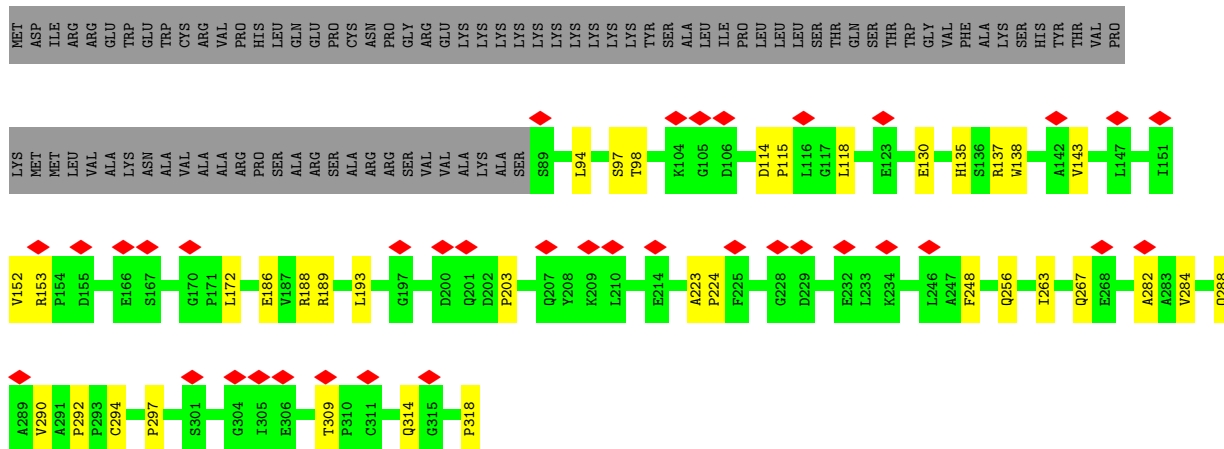 MET ASP ILE ARG ARG GLU TRP GLU TRP CYS ARG VAL PRO HIS LEU GLN GLU PRO CYS ASN PRO GLY ARG GLU LYS LYS LYS LYS LYS LYS LYS LYS LYS LYS LYS TYR SER ALA LEU ILE PRO LEU LEU LEU SER THR GLN SER THR TRP GLY VAL PHE ALA LYS SER HIS TYR THR THR VAL PRO
LYS MET MET LEU VAL ALA LYS ASN ALA VAL ALA ALA ARG PRO SER ALA ARG SER ALA ARG ARG SER VAL VAL ALA LYS ALA SER S89 L94 S97 T98 K104 G105 D106 D114 P115 L116 G117 L118 E123 E130 H135 S136 R137 W138 A142 V143 L147 I151
V152 R153 P154 D155 E166 S167 G170 P171 L172 E186 V187 R188 R189 L193 G197 D200 Q201 D202 P203 Q207 Y208 K209 L210 E214 A223 P224 F225 G228 D229 E232 L233 K234 L246 A247 F248 Q256 I263 Q267 E268 A282 A283 V284 Q288
A289 V290 A291 P292 P293 C294 P297 S301 G304 I305 E306 T309 P310 C311 Q314 G315 P318